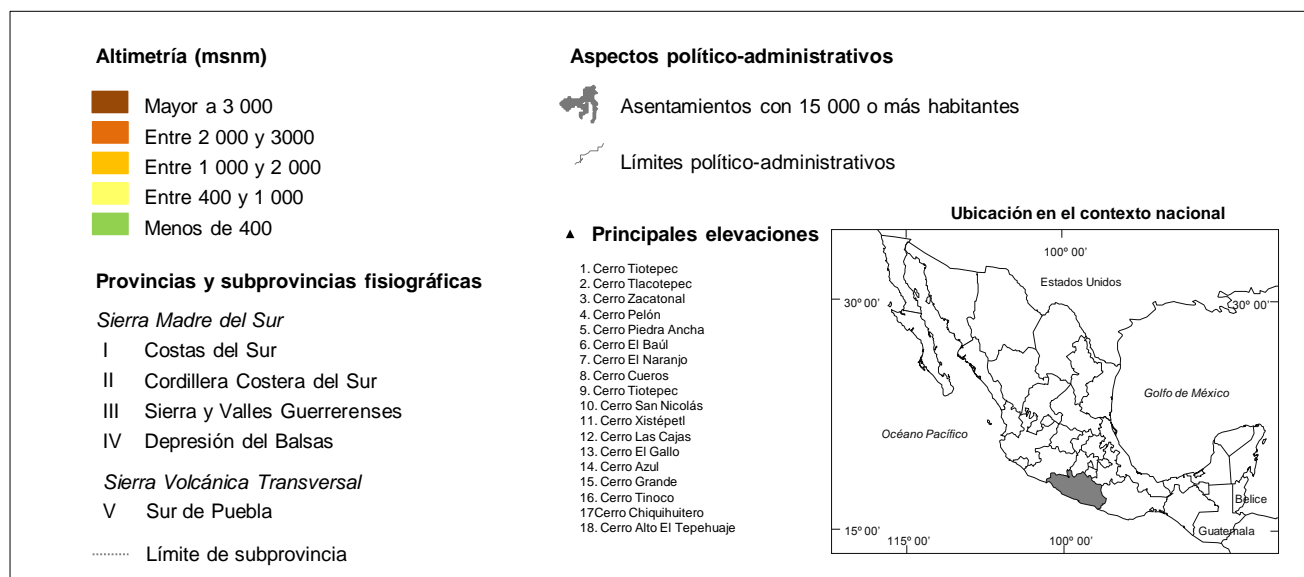 Altimetría (msnm)
Mayor a 3 000
Entre 2 000 y 3000
Entre 1 000 y 2 000
Entre 400 y 1 000
Menos de 400
Provincias y subprovincias fisiográficas
Sierra Madre del Sur
I Costas del Sur
II Cordillera Costera del Sur
III Sierra y Valles Guerrerenses
IV Depresión del Balsas
Sierra Volcánica Transversal
V Sur de Puebla
Límite de subprovincia
Aspectos político-administrativos
Asentamientos con 15 000 o más habitantes
Límites político-administrativos
Principales elevaciones
1. Cerro Tiotepec
2. Cerro Tlacotepec
3. Cerro Zacatonal
4. Cerro Pelón
5. Cerro Piedra Ancha
6. Cerro El Baúl
7. Cerro El Naranjo
8. Cerro Cueros
9. Cerro Tiotepec
10. Cerro San Nicolás
11. Cerro Xistépetl
12. Cerro Las Cajas
13. Cerro El Gallo
14. Cerro Azul
15. Cerro Grande
16. Cerro Tinoco
17Cerro Chiquihuitero
18. Cerro Alto El Tepehuaje
Ubicación en el contexto nacional
100º 00'
Estados Unidos
30º 00'
30º 00'
Golfo de México
Océano Pacífico
Belice
Guatemala
15º 00'
115º 00'
100º 00'